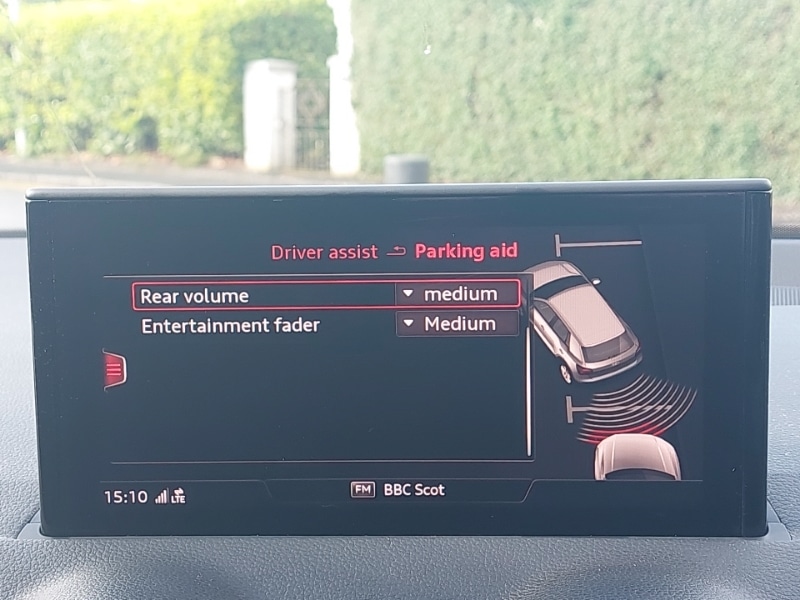 Driver assist Parking aid
Rear volume medium
Entertainment fader Medium
15:10 LTE FM BBC Scot